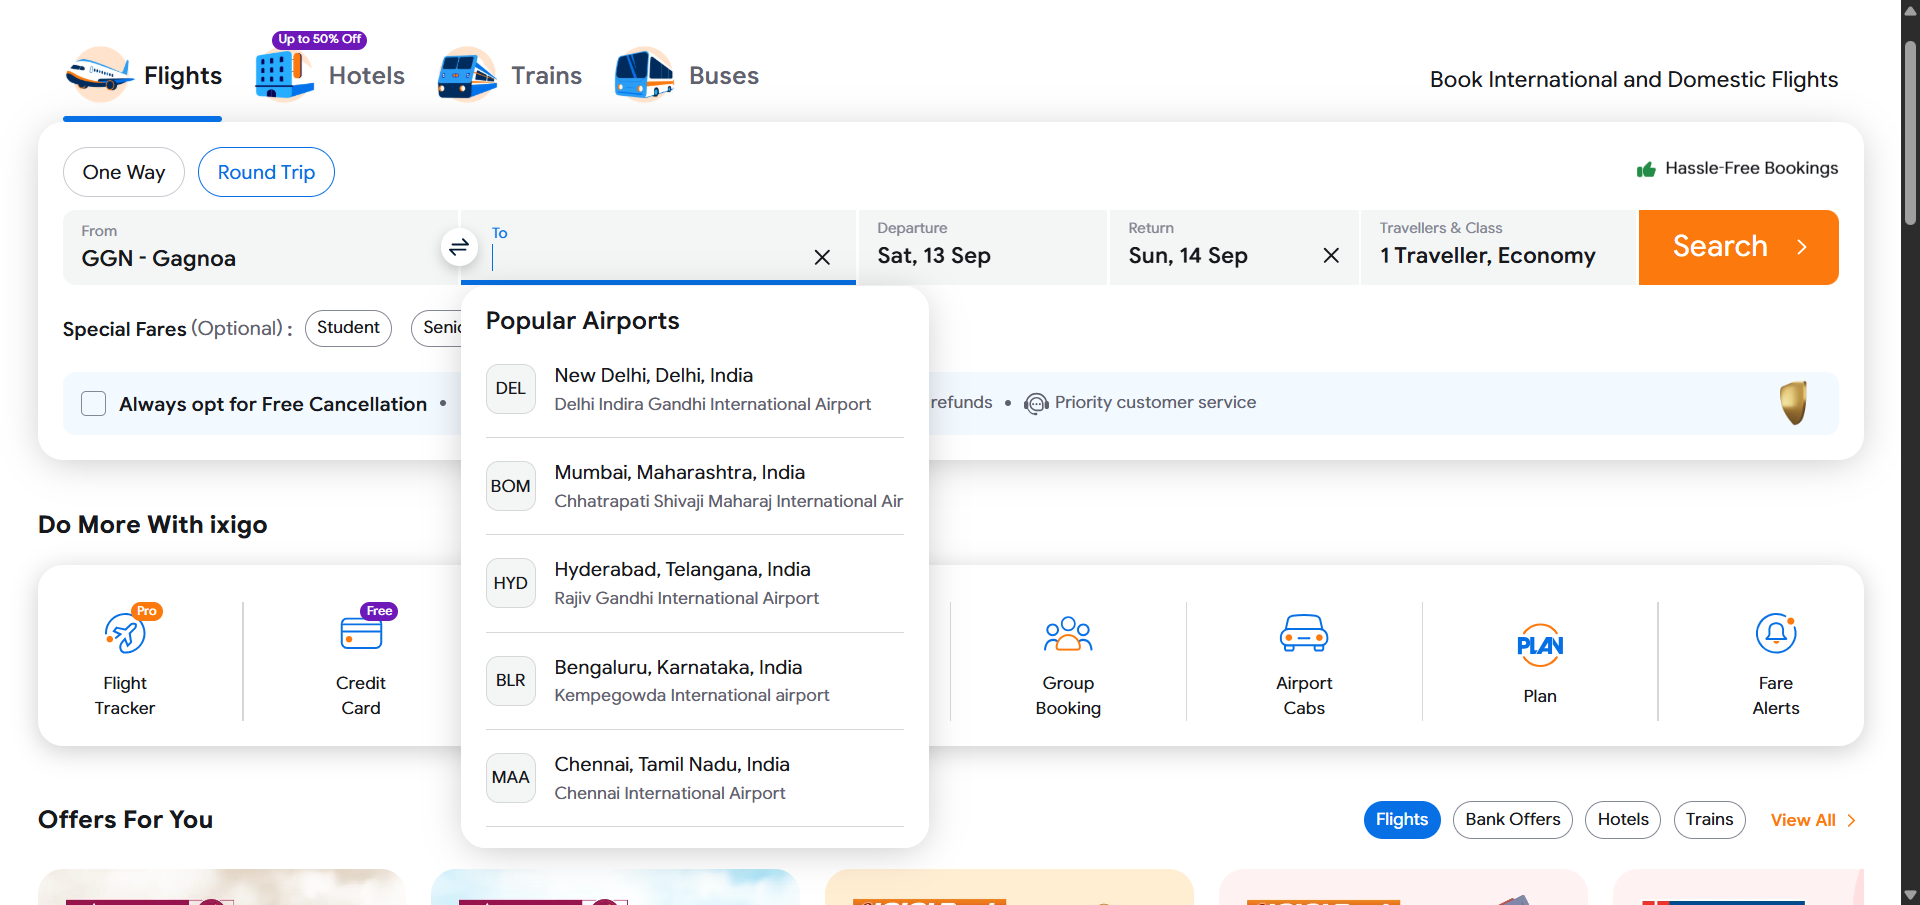 Up to 50% Off
Flights
Hotels
Trains
Buses
Book International and Domestic Flights
One Way
Round Trip
Hassle-Free Bookings
From
GGN - Gagnoa
To
Departure
Sat, 13 Sep
Return
Sun, 14 Sep
Travellers & Class
1 Traveller, Economy
Search
Special Fares (Optional) :
Student
Popular Airports
DEL
New Delhi, Delhi, India
Delhi Indira Gandhi International Airport
Always opt for Free Cancellation •
refunds • Priority customer service
BOM
Mumbai, Maharashtra, India
Chhatrapati Shivaji Maharaj International Air
HYD
Hyderabad, Telangana, India
Rajiv Gandhi International Airport
BLR
Bengaluru, Karnataka, India
Kempegowda International airport
MAA
Chennai, Tamil Nadu, India
Chennai International Airport
Do More With ixigo
Pro
Flight
Tracker
Free
Credit
Card
Group
Booking
Airport
Cabs
PLAN
Plan
Fare
Alerts
Offers For You
Flights
Bank Offers
Hotels
Trains
View All